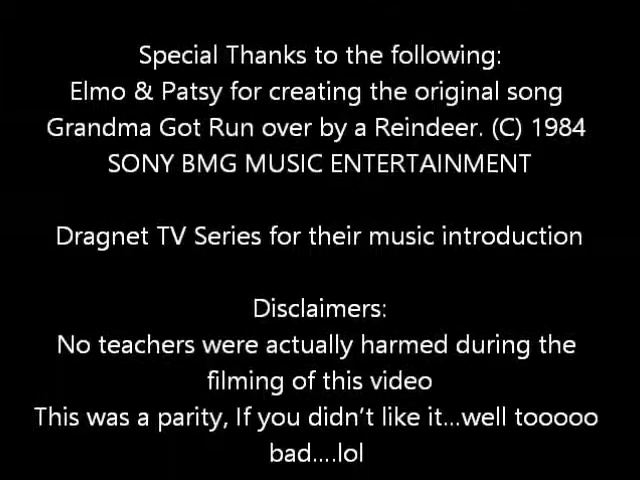 Special Thanks to the following:
Elmo & Patsy for creating the original song
Grandma Got Run over by a Reindeer. (C) 1984
SONY BMG MUSIC ENTERTAINMENT
Dragnet TV Series for their music introduction
Disclaimers:
No teachers were actually harmed during the
filming of this video
This was a parity, If you didn’t like it...well tooooo
bad....lol